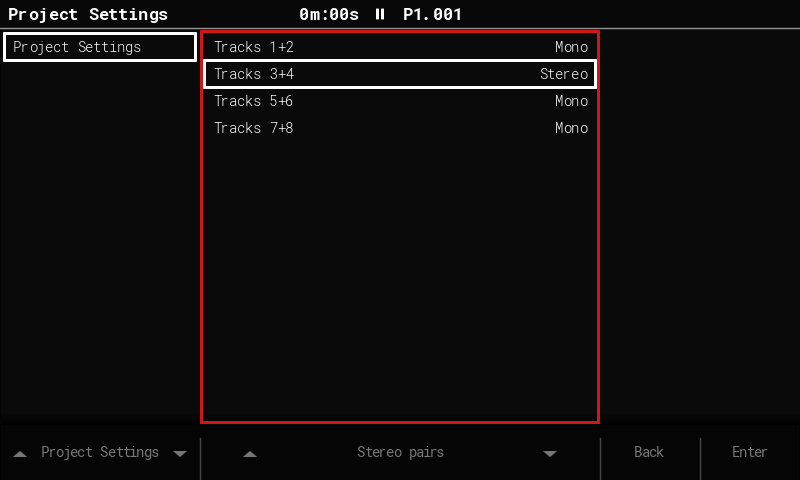 Project Settings 0m:00s P1.001
Project Settings
Tracks 1+2 Mono
Tracks 3+4 Stereo
Tracks 5+6 Mono
Tracks 7+8 Mono
Project Settings Stereo pairs Back Enter